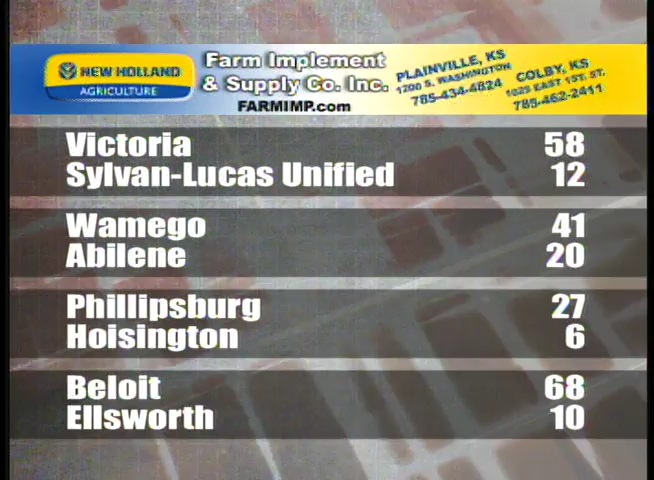 NEW HOLLAND
AGRICULTURE
Farm Implement
& Supply Co. Inc.
FARMIMP.com
PLAINVILLE, KS
1200 S. WASHINGTON
785-434-4824
COLBY, KS
1025 EAST 1ST. ST.
785-462-2411
Victoria 58
Sylvan-Lucas Unified 12
Wamego 41
Abilene 20
Phillipsburg 27
Hoisington 6
Beloit 68
Ellsworth 10